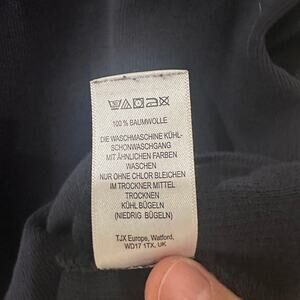 100 % BAUMWOLLE
DIE WASCHMASCHINE KÜHL-
SCHONWASCHGANG
MIT ÄHNLICHEN FARBEN
WASCHEN
NUR OHNE CHLOR BLEICHEN
IM TROCKNER MITTEL
TROCKNEN
KÜHL BÜGELN
(NIEDRIG BÜGELN)
TJX Europe, Watford,
WD17 1TX, UK